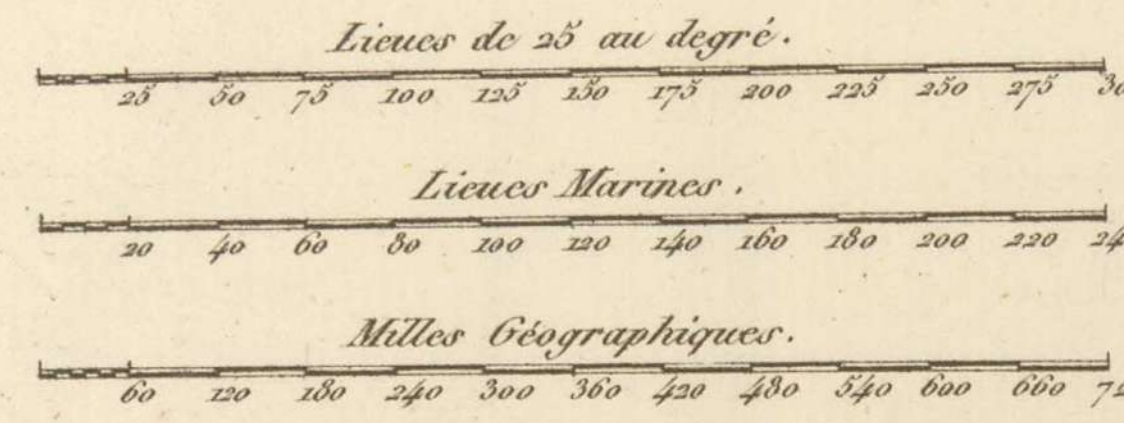 Lieues de 25 au degré.
25 50 75 100 125 150 175 200 225 250 275
Lieues Marines.
20 40 60 80 100 120 140 160 180 200 220
Milles Géographiques.
60 120 180 240 300 360 420 480 540 600 660